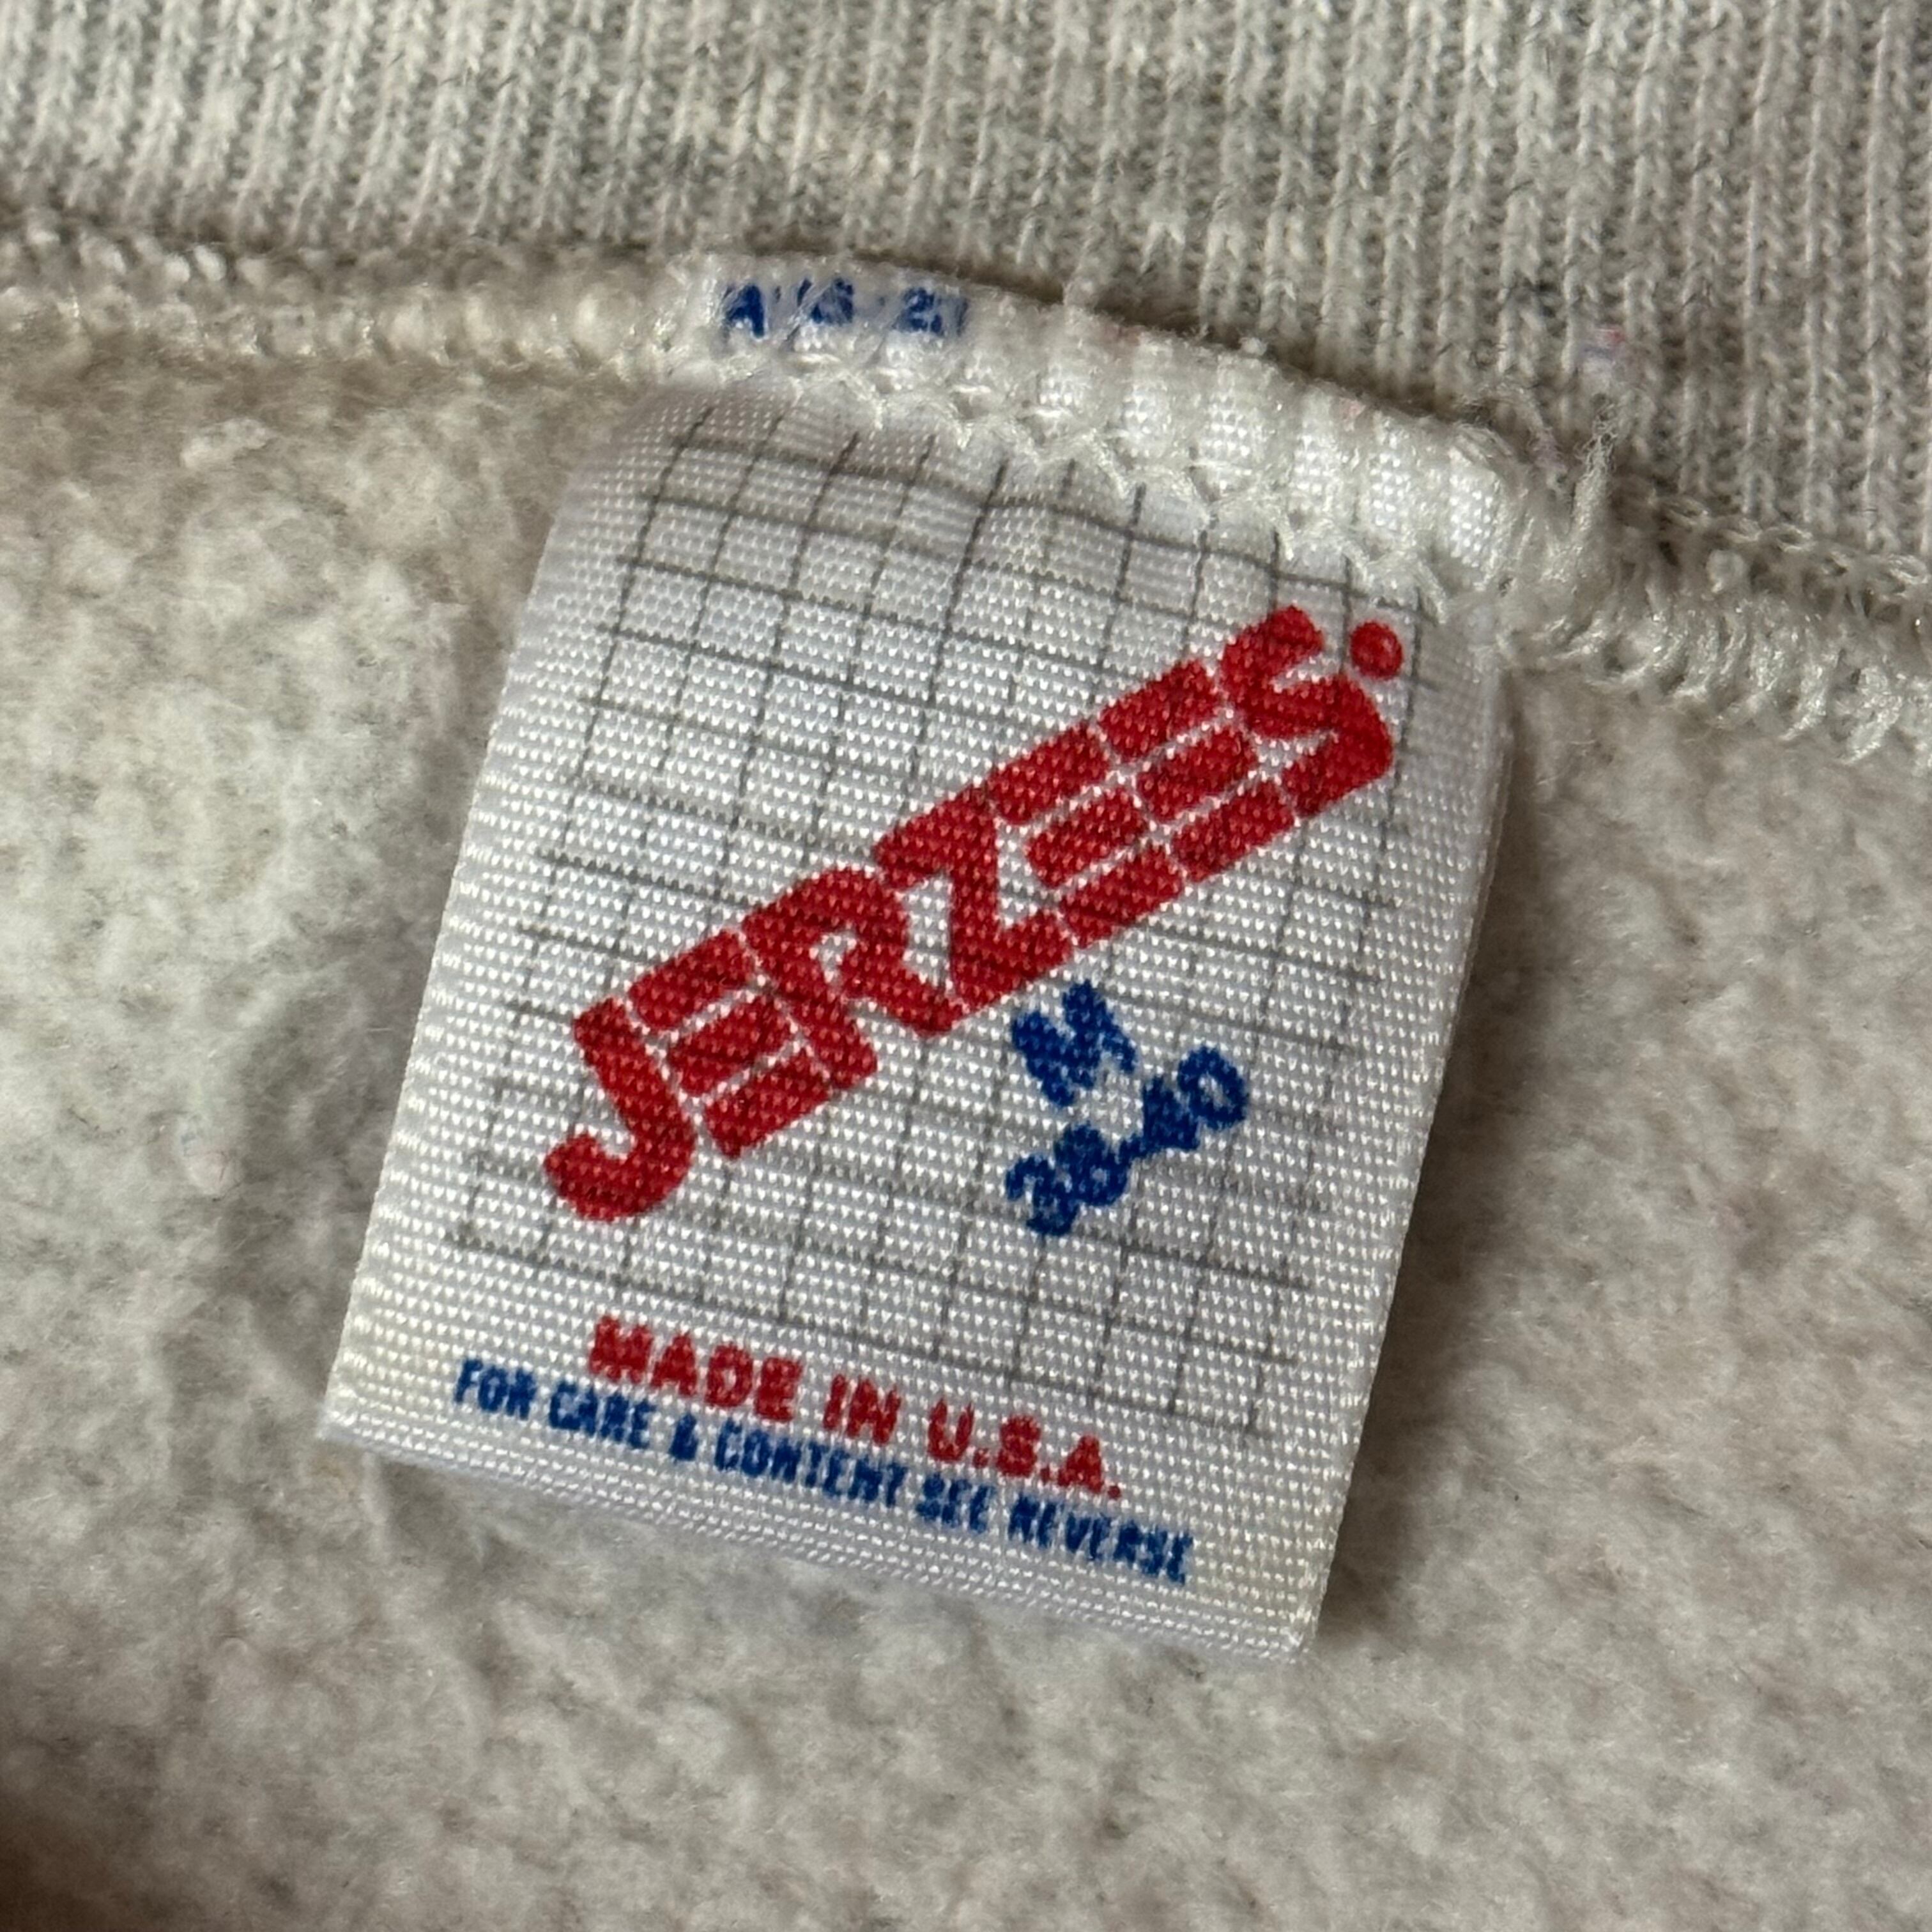 JERZEES
M
38-40
MADE IN U.S.A.
FOR CARE & CONTENT SEE REVERSE